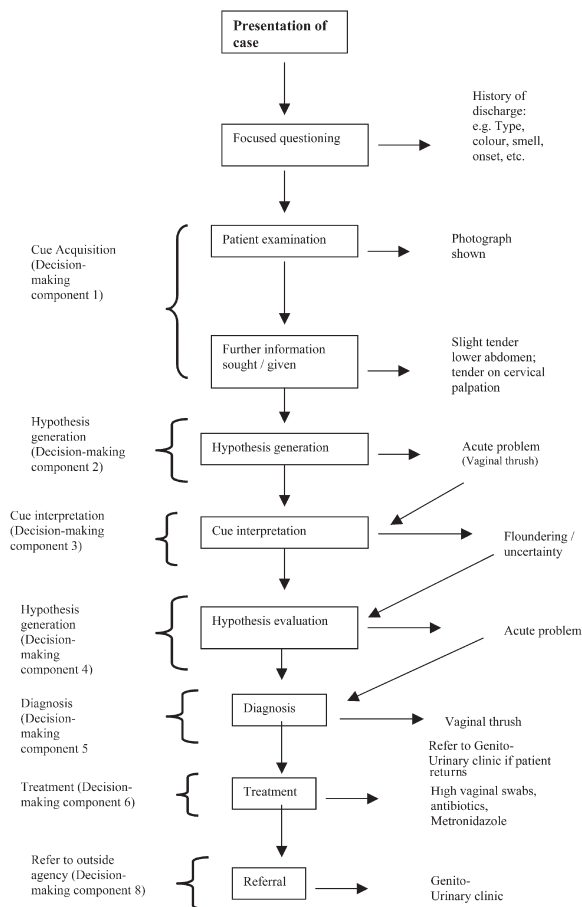 Presentation of
case
Focused questioning
History of
discharge:
e.g. Type,
colour, smell,
onset, etc.
Cue Acquisition
(Decision-
making
component 1)
Patient examination
Photograph
shown
Further information
sought / given
Slight tender
lower abdomen;
tender on cervical
palpation
Hypothesis
generation
(Decision-making
component 2)
Hypothesis generation
Acute problem
(Vaginal thrush)
Cue interpretation
(Decision-making
component 3)
Cue interpretation
Floundering /
uncertainty
Hypothesis
generation
(Decision-
making
component 4)
Hypothesis evaluation
Acute problem
Diagnosis
(Decision-
making
component 5
Diagnosis
Vaginal thrush
Refer to Genito-
Urinary clinic if patient
returns
Treatment (Decision-
making component 6)
Treatment
High vaginal swabs,
antibiotics,
Metronidazole
Refer to outside
agency (Decision-
making component 8)
Referral
Genito-
Urinary clinic